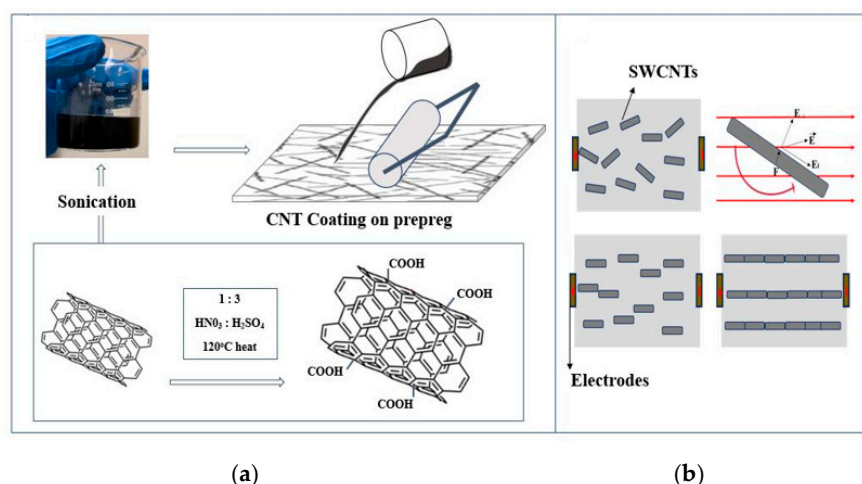 Sonication
CNT Coating on prepreg
COOH
COOH
COOH
COOH
1 : 3
HN0₃ : H₂SO₄
120°C heat
SWCNTs
E
E
F
Electrodes
(a)
(b)